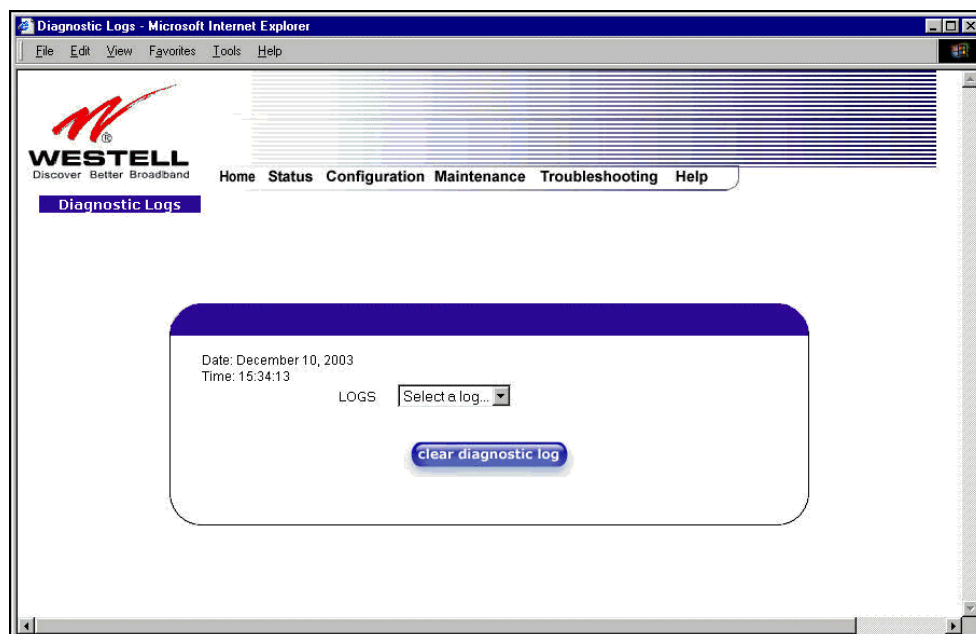 Diagnostic Logs - Microsoft Internet Explorer
File Edit View Favorites Tools Help
®
WESTELL
Discover Better Broadband
Home Status Configuration Maintenance Troubleshooting Help
Diagnostic Logs
Date: December 10, 2003
Time: 15:34:13
LOGS Select a log...
clear diagnostic log